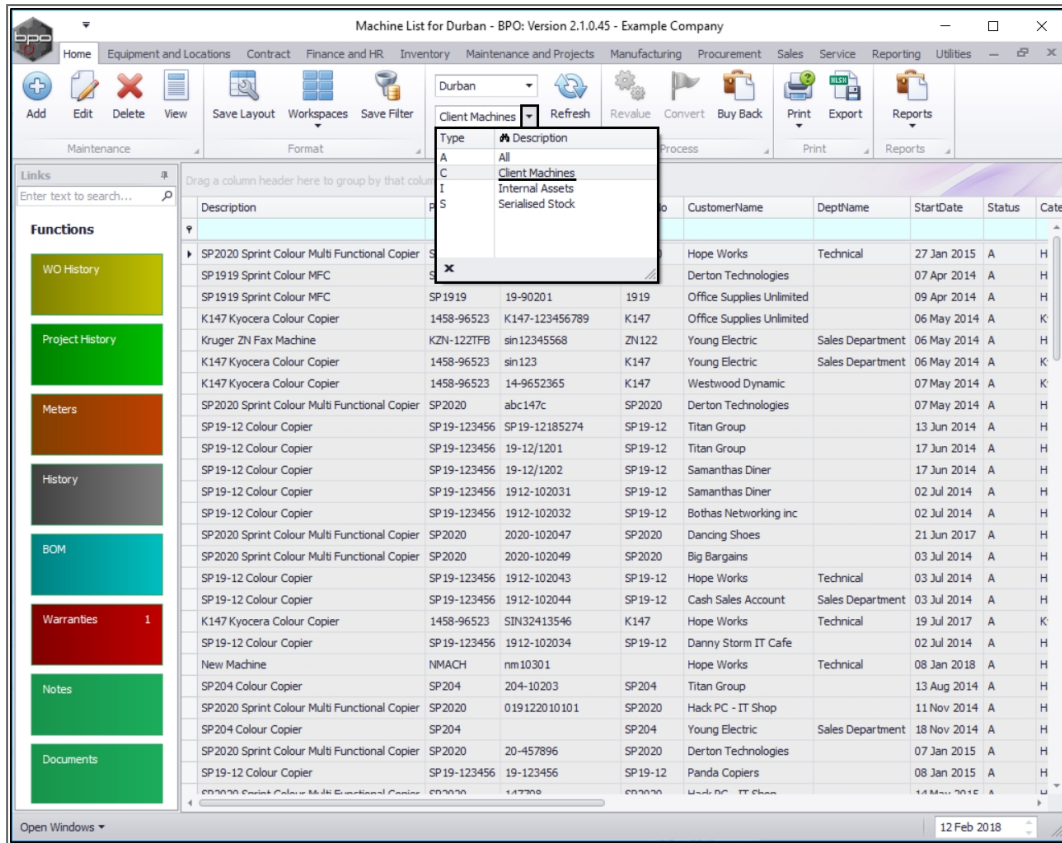 Machine List for Durban - BPO: Version 2.1.0.45 - Example Company
bpo
Home Equipment and Locations Contract Finance and HR Inventory Maintenance and Projects Manufacturing Procurement Sales Service Reporting Utilities
Durban
Add Edit Delete View Save Layout Workspaces Save Filter Client Machines Refresh Revalue Convert Buy Back Print Export Reports
Maintenance Format Process Print Reports
Type Description
A All
C Client Machines
I Internal Assets
S Serialised Stock
Links
Enter text to search...
Functions
WO History
Project History
Meters
History
BOM
Warranties 1
Notes
Documents
Drag a column header here to group by that colum
Description CustomerName DeptName StartDate Status Cate
SP2020 Sprint Colour Multi Functional Copier Hope Works Technical 27 Jan 2015 A H
SP1919 Sprint Colour MFC Derton Technologies 07 Apr 2014 A H
SP1919 Sprint Colour MFC SP1919 19-90201 1919 Office Supplies Unlimited 09 Apr 2014 A H
K147 Kyocera Colour Copier 1458-96523 K147-123456789 K147 Office Supplies Unlimited 06 May 2014 A K
Kruger ZN Fax Machine KZN-122TFB sin12345568 ZN122 Young Electric Sales Department 06 May 2014 A H
K147 Kyocera Colour Copier 1458-96523 sin123 K147 Young Electric Sales Department 06 May 2014 A K
K147 Kyocera Colour Copier 1458-96523 14-9652365 K147 Westwood Dynamic 07 May 2014 A K
SP2020 Sprint Colour Multi Functional Copier SP2020 abc147c SP2020 Derton Technologies 07 May 2014 A H
SP19-12 Colour Copier SP19-123456 SP19-12185274 SP19-12 Titan Group 13 Jun 2014 A H
SP19-12 Colour Copier SP19-123456 19-12/1201 SP19-12 Titan Group 17 Jun 2014 A H
SP19-12 Colour Copier SP19-123456 19-12/1202 SP19-12 Samanthas Diner 17 Jun 2014 A H
SP19-12 Colour Copier SP19-123456 1912-102031 SP19-12 Samanthas Diner 02 Jul 2014 A H
SP19-12 Colour Copier SP19-123456 1912-102032 SP19-12 Bothas Networking inc 02 Jul 2014 A H
SP2020 Sprint Colour Multi Functional Copier SP2020 2020-102047 SP2020 Dancing Shoes 21 Jun 2017 A H
SP2020 Sprint Colour Multi Functional Copier SP2020 2020-102049 SP2020 Big Bargains 03 Jul 2014 A H
SP19-12 Colour Copier SP19-123456 1912-102043 SP19-12 Hope Works Technical 03 Jul 2014 A H
SP19-12 Colour Copier SP19-123456 1912-102044 SP19-12 Cash Sales Account Sales Department 03 Jul 2014 A H
K147 Kyocera Colour Copier 1458-96523 SIN32413546 K147 Hope Works Technical 19 Jul 2017 A K
SP19-12 Colour Copier SP19-123456 1912-102034 SP19-12 Danny Storm IT Cafe 02 Jul 2014 A H
New Machine NMACH nm10301 Hope Works Technical 08 Jan 2018 A H
SP204 Colour Copier SP204 204-10203 SP204 Titan Group 13 Aug 2014 A H
SP2020 Sprint Colour Multi Functional Copier SP2020 019122010101 SP2020 Hack PC - IT Shop 11 Nov 2014 A H
SP204 Colour Copier SP204 SP204 Young Electric Sales Department 18 Nov 2014 A H
SP2020 Sprint Colour Multi Functional Copier SP2020 20-457896 SP2020 Derton Technologies 07 Jan 2015 A H
SP19-12 Colour Copier SP19-123456 19-123456 SP19-12 Panda Copiers 08 Jan 2015 A H
SP2020 Sprint Colour Multi Functional Copier SP2020 147798 SP2020 Hack PC - IT Shop 14 May 2015 A H
Open Windows 12 Feb 2018